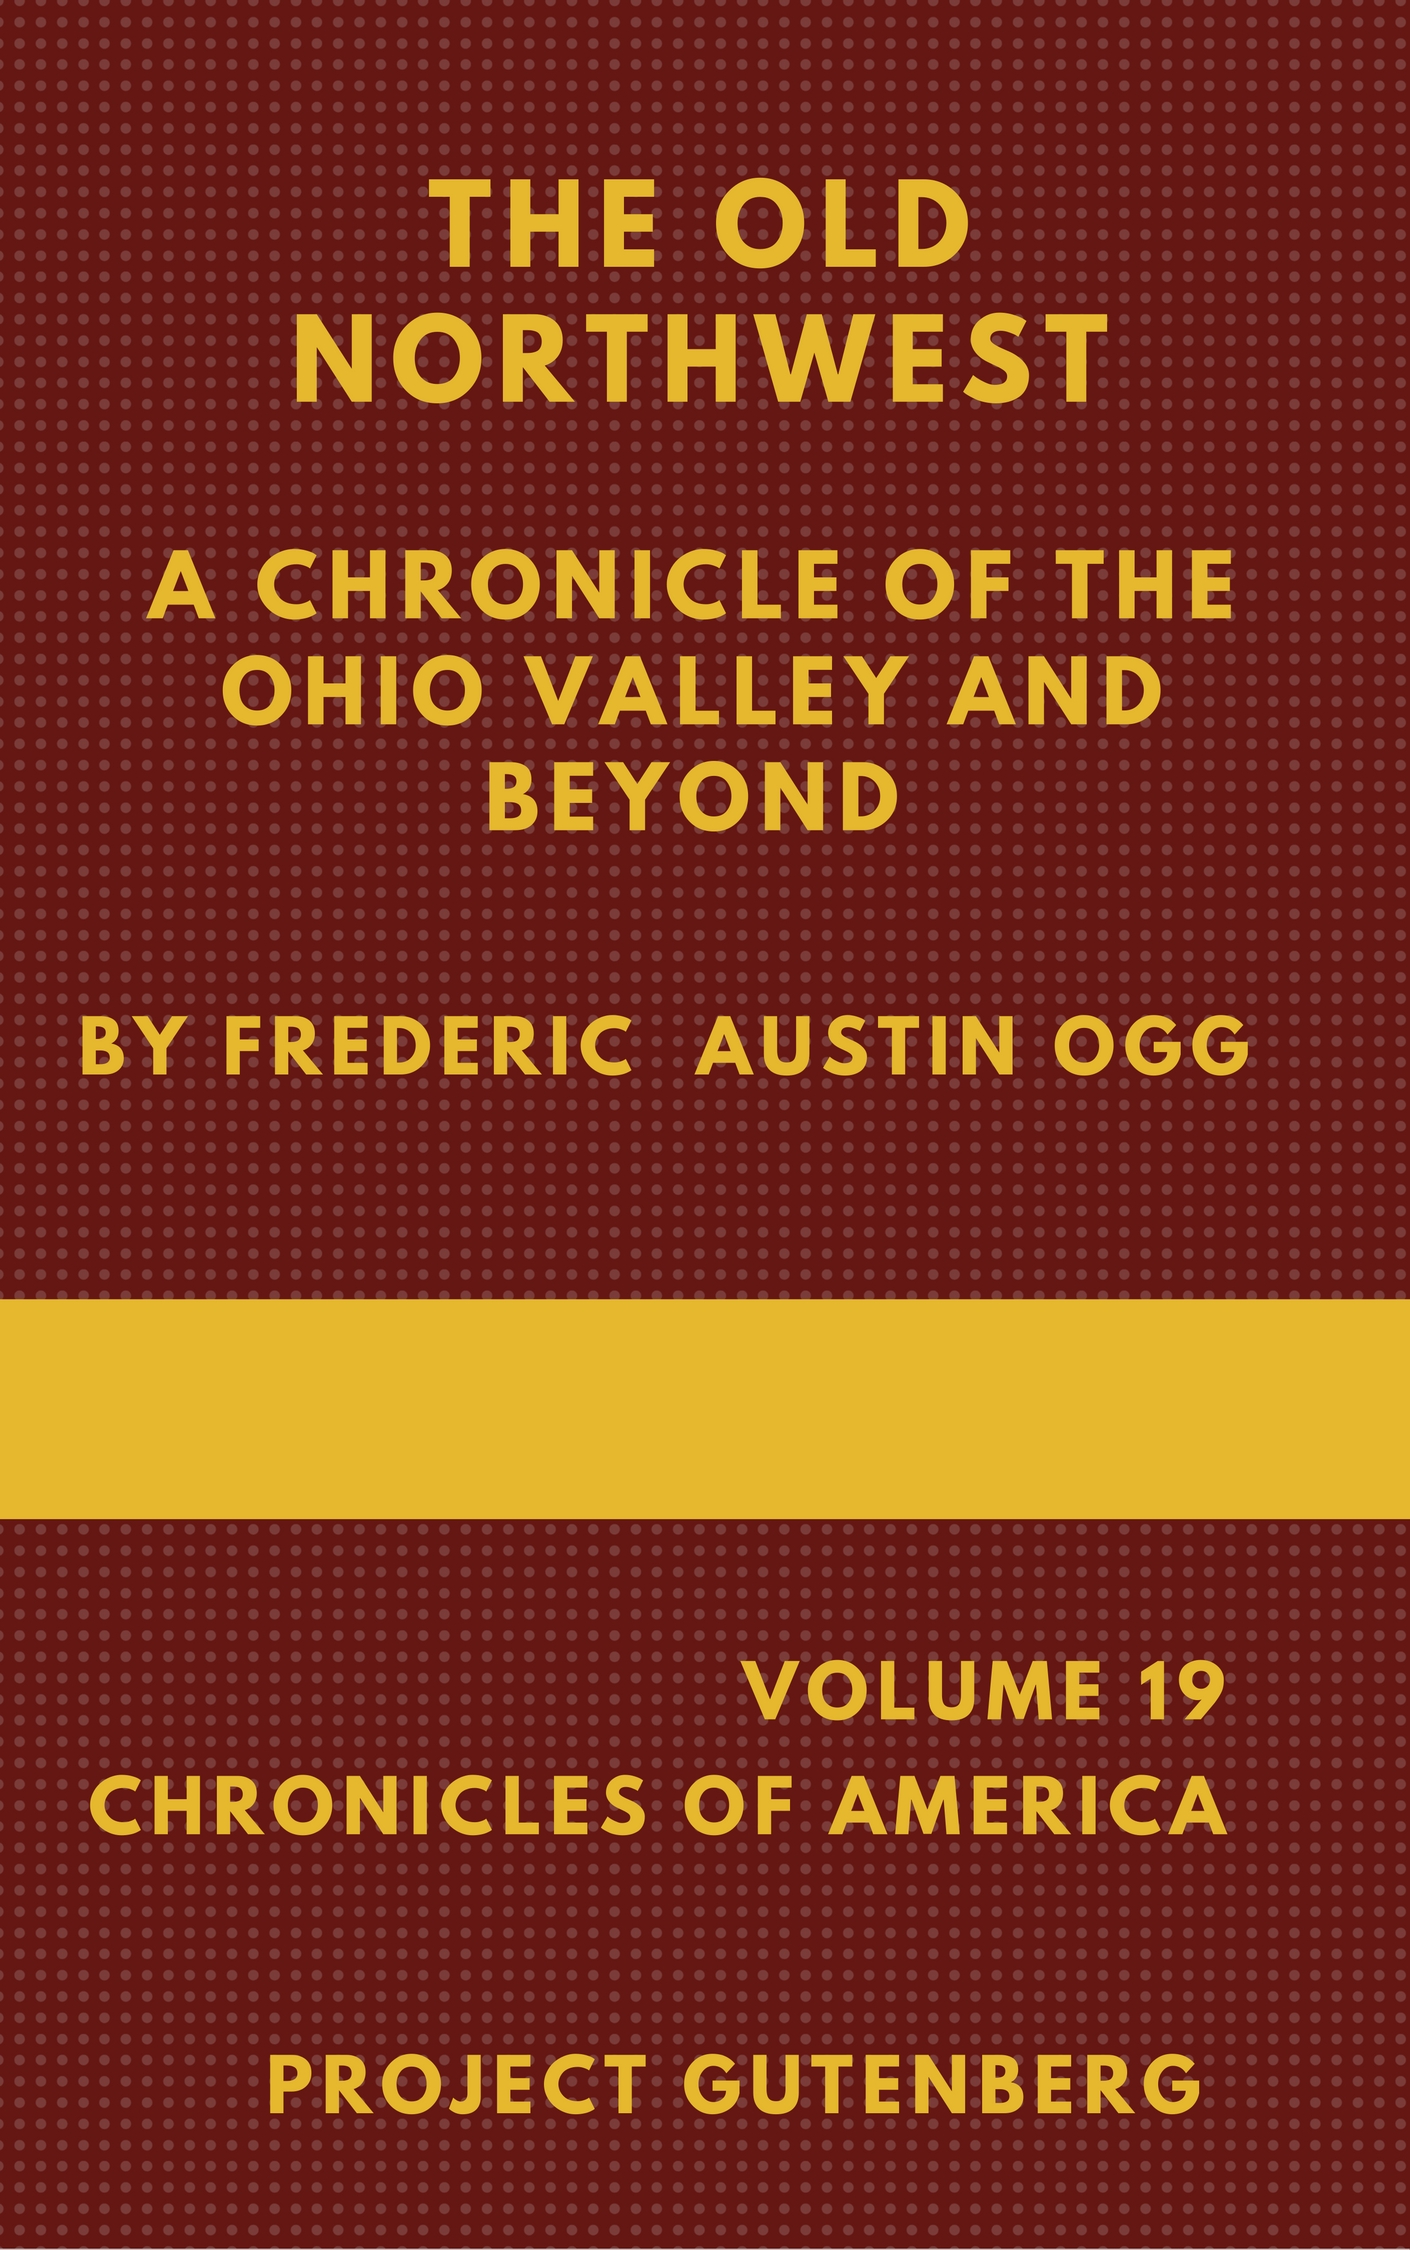 THE OLD
NORTHWEST
A CHRONICLE OF THE
OHIO VALLEY AND
BEYOND
BY FREDERIC AUSTIN OGG
VOLUME 19
CHRONICLES OF AMERICA
PROJECT GUTENBERG